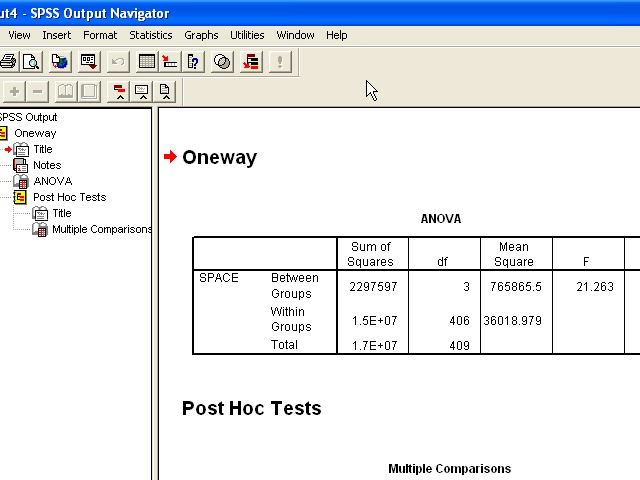 ut4 - SPSS Output Navigator
View Insert Format Statistics Graphs Utilities Window Help
SPSS Output
Oneway
Title
Notes
ANOVA
Post Hoc Tests
Title
Multiple Comparisons
Oneway
ANOVA
Sum of Squares df Mean Square F
SPACE Between Groups 2297597 3 765865.5 21.263
Within Groups 1.5E+07 406 36018.979
Total 1.7E+07 409
Post Hoc Tests
Multiple Comparisons